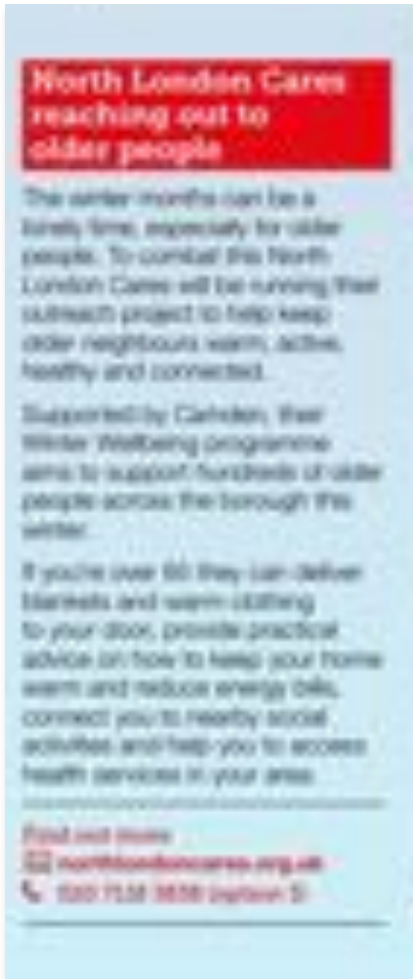 North London Cares
reaching out to
older people
The winter months can be a
lonely time, especially for older
people. To combat this North
London Cares will be running their
outreach project to help keep
older neighbours warm, active,
healthy and connected.
Supported by Camden, their
Winter Wellbeing programme
aims to support hundreds of older
people across the borough this
winter.
If you're over 60 they can deliver
blankets and warm clothing
to your door, provide practical
advice on how to keep your home
warm and reduce energy bills,
connect you to nearby social
activities and help you to access
health services in your area.
Find out more
northlondoncares.org.uk
020 7118 (option